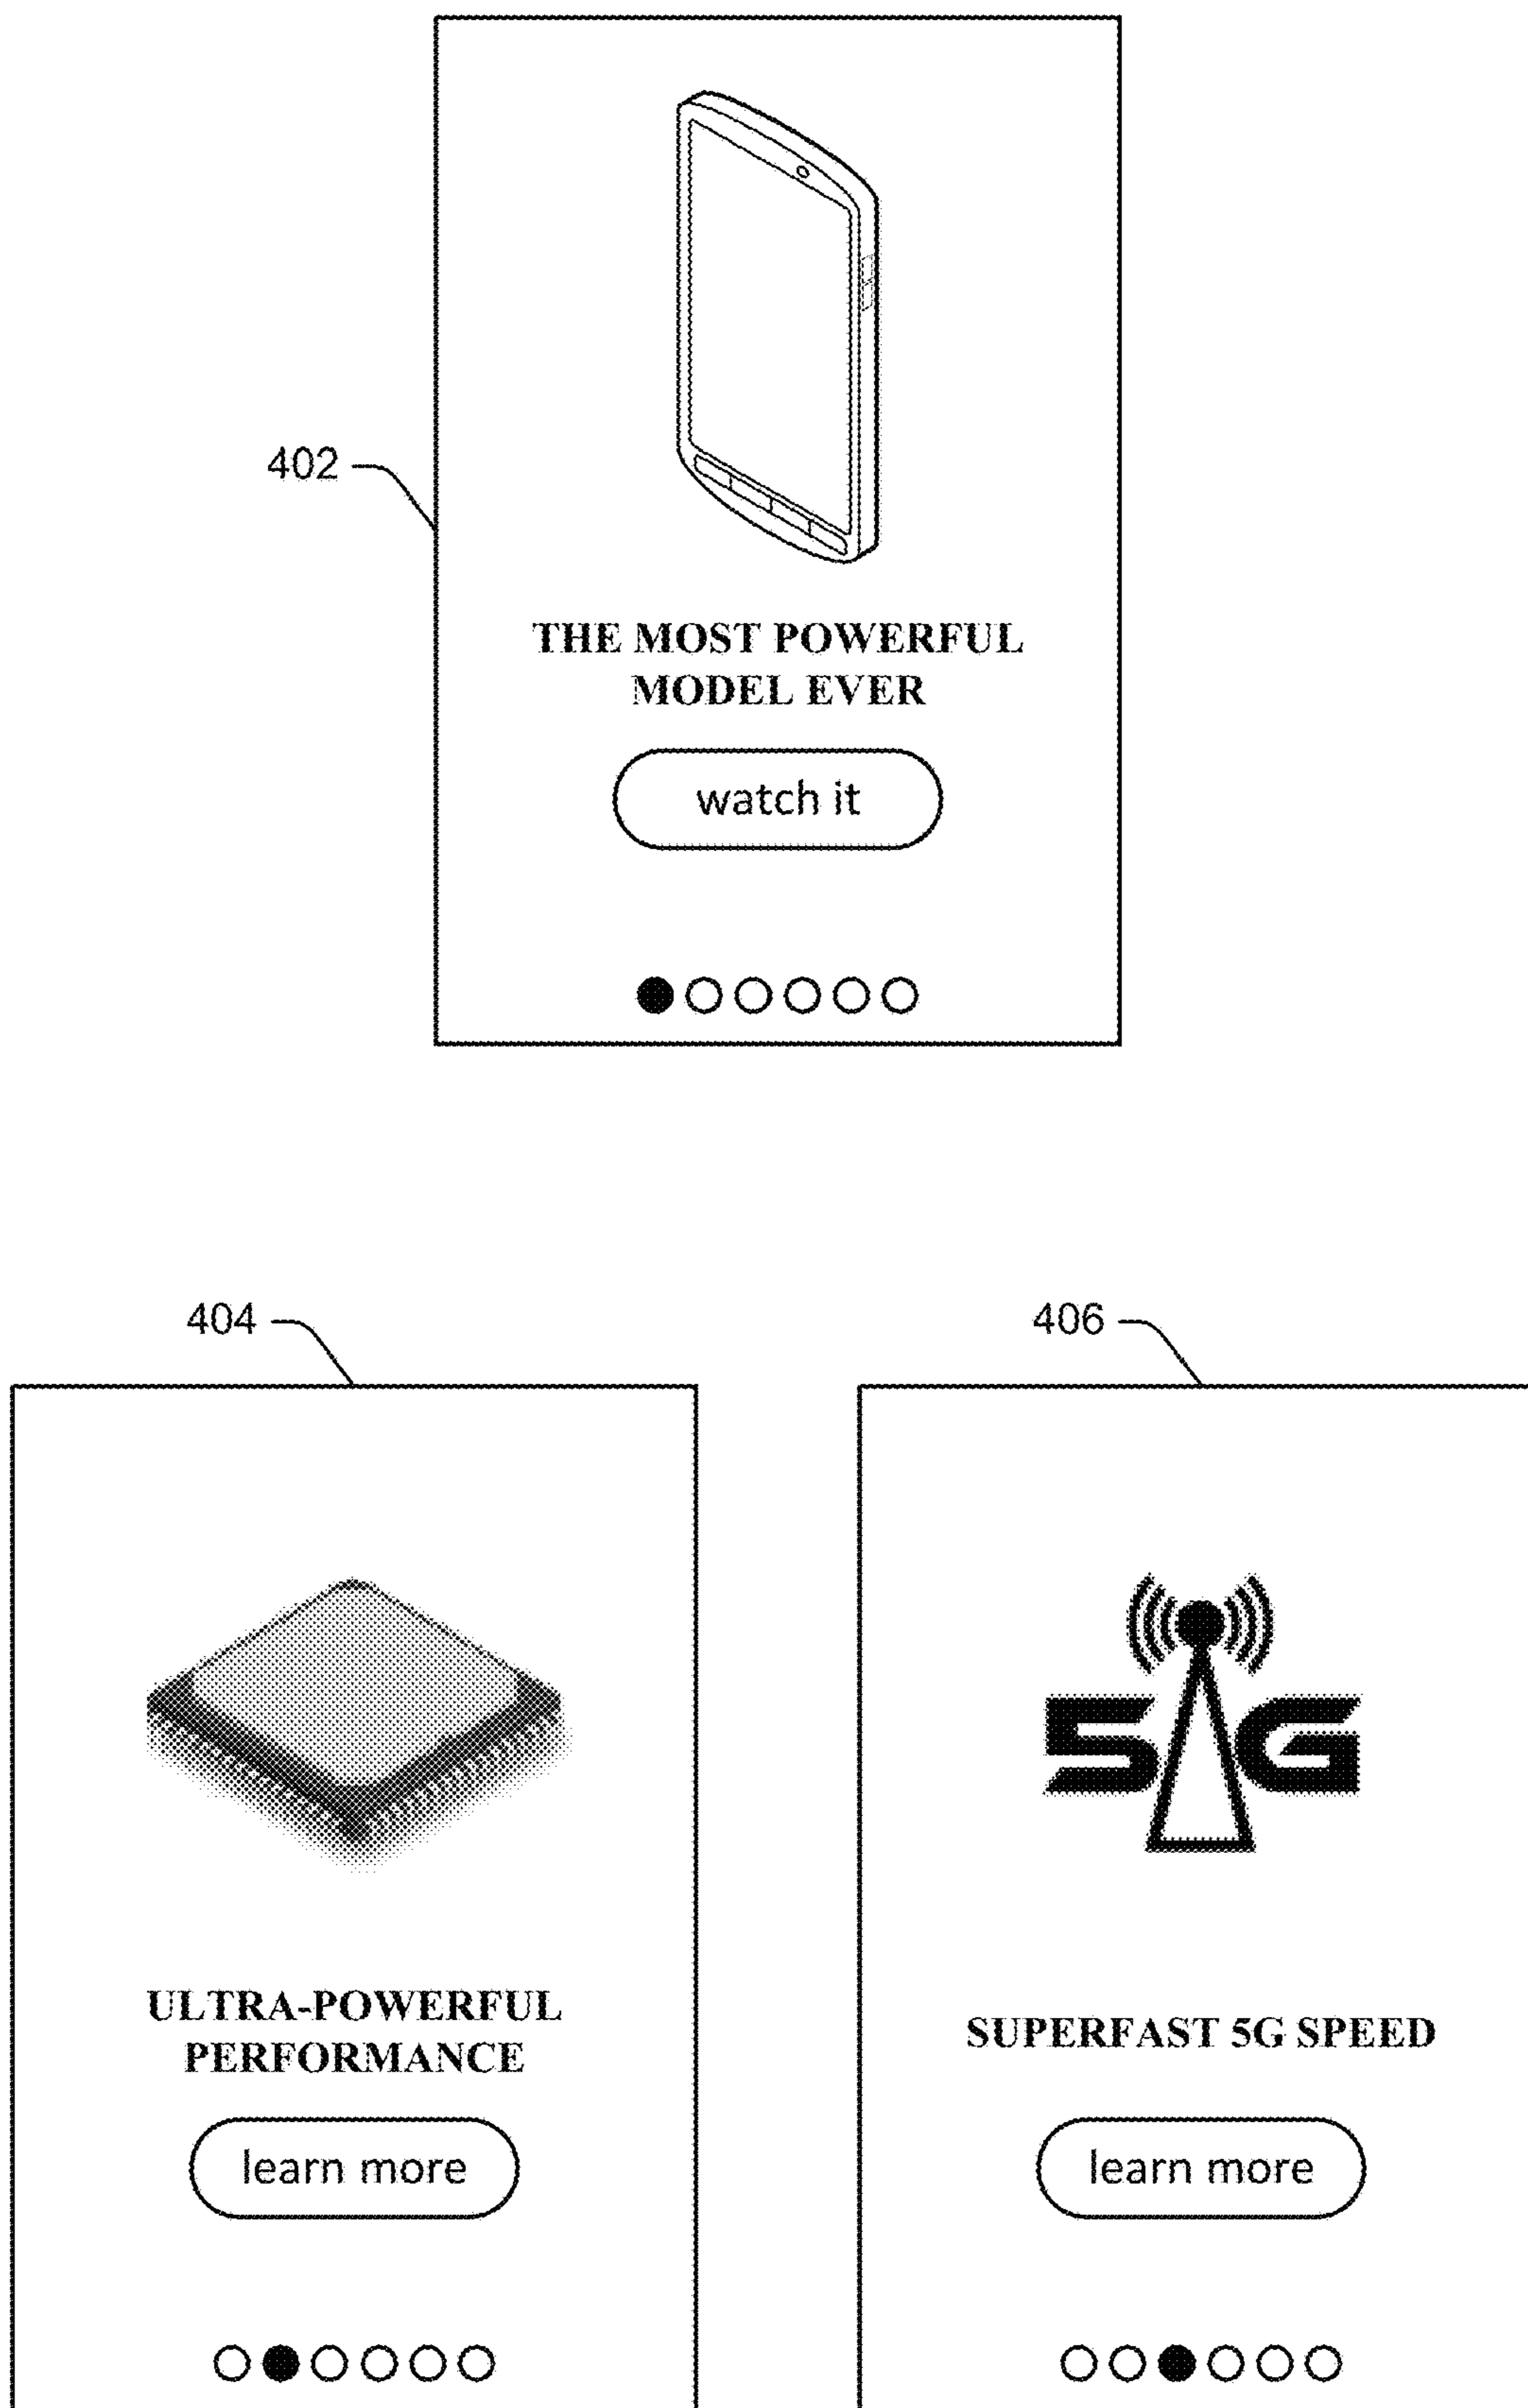 402
THE MOST POWERFUL
MODEL EVER
watch it
404
406
5G
ULTRA-POWERFUL
PERFORMANCE
SUPERFAST 5G SPEED
learn more
learn more